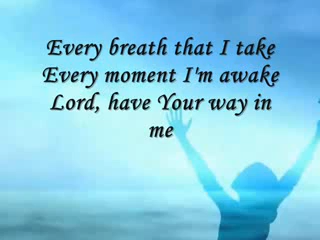 Every breath that I take
Every moment I'm awake
Lord, have Your way in
me